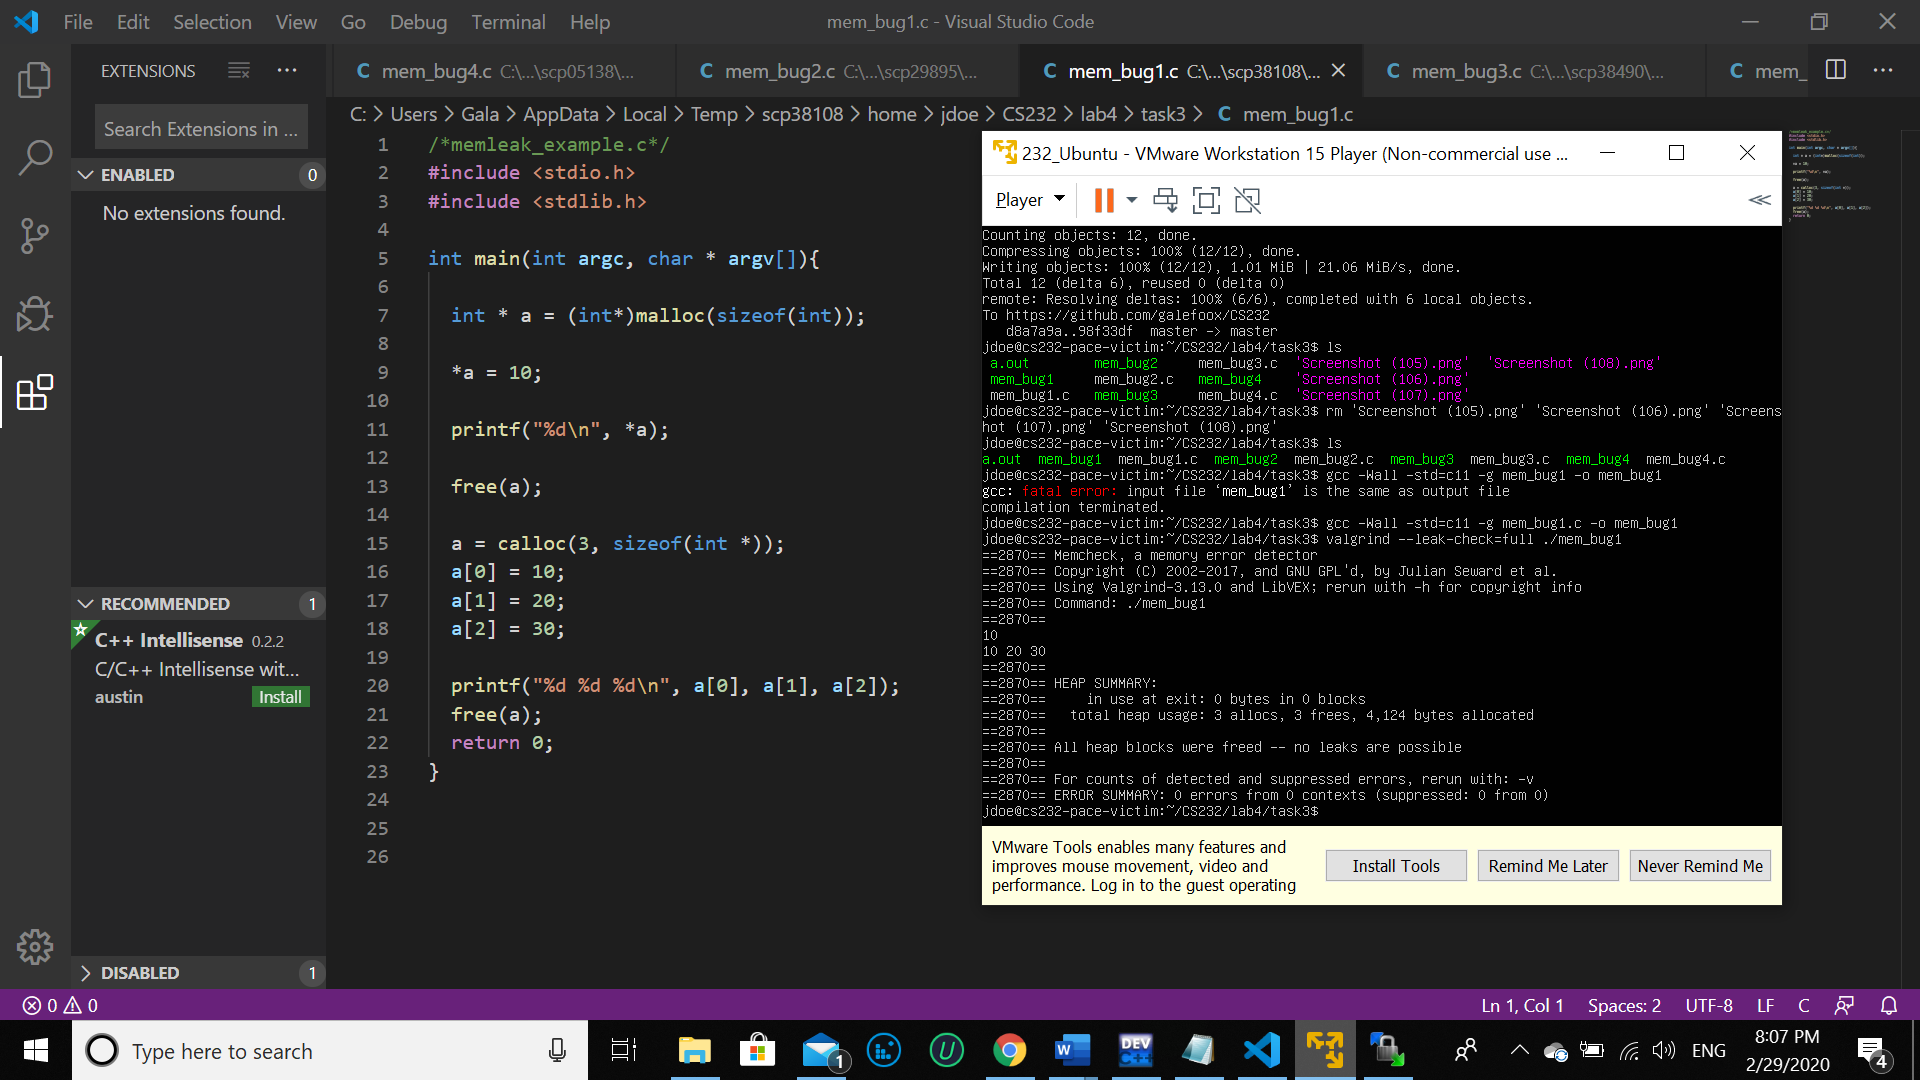 File Edit Selection View Go Debug Terminal Help
mem_bug1.c - Visual Studio Code
EXTENSIONS
Search Extensions in ...
ENABLED 0
No extensions found.
RECOMMENDED 1
C++ Intellisense 0.2.2
C/C++ Intellisense wit...
austin Install
DISABLED 1
C mem_bug4.c C:\...\scp05138\... C mem_bug2.c C:\...\scp29895\... C mem_bug1.c C:\...\scp38108\... C mem_bug3.c C:\...\scp38490\... C mem_
C: > Users > Gala > AppData > Local > Temp > scp38108 > home > jdoe > CS232 > lab4 > task3 > C mem_bug1.c
1 /*memleak_example.c*/
2 #include <stdio.h>
3 #include <stdlib.h>
4
5 int main(int argc, char * argv[]){
6
7 int * a = (int*)malloc(sizeof(int));
8
9 *a = 10;
10
11 printf("%d\n", *a);
12
13 free(a);
14
15 a = calloc(3, sizeof(int *));
16 a[0] = 10;
17 a[1] = 20;
18 a[2] = 30;
19
20 printf("%d %d %d\n", a[0], a[1], a[2]);
21 free(a);
22 return 0;
23 }
24
25
26
232_Ubuntu - VMware Workstation 15 Player (Non-commercial use ...
Player
Counting objects: 12, done.
Compressing objects: 100% (12/12), done.
Writing objects: 100% (12/12), 1.01 MiB | 21.06 MiB/s, done.
Total 12 (delta 6), reused 0 (delta 0)
remote: Resolving deltas: 100% (6/6), completed with 6 local objects.
To https://github.com/galefoox/CS232
d8a7a9a..98f33df master -> master
jdoe@cs232-pace-victim:~/CS232/lab4/task3$ ls
a.out mem_bug2 mem_bug3.c 'Screenshot (105).png' 'Screenshot (108).png'
mem_bug1 mem_bug2.c mem_bug4 'Screenshot (106).png'
mem_bug1.c mem_bug3 mem_bug4.c 'Screenshot (107).png'
jdoe@cs232-pace-victim:~/CS232/lab4/task3$ rm 'Screenshot (105).png' 'Screenshot (106).png' 'Screens
hot (107).png' 'Screenshot (108).png'
jdoe@cs232-pace-victim:~/CS232/lab4/task3$ ls
a.out mem_bug1 mem_bug1.c mem_bug2 mem_bug2.c mem_bug3 mem_bug3.c mem_bug4 mem_bug4.c
jdoe@cs232-pace-victim:~/CS232/lab4/task3$ gcc -Wall -std=c11 -g mem_bug1 -o mem_bug1
gcc: fatal error: input file ‘mem_bug1’ is the same as output file
compilation terminated.
jdoe@cs232-pace-victim:~/CS232/lab4/task3$ gcc -Wall -std=c11 -g mem_bug1.c -o mem_bug1
jdoe@cs232-pace-victim:~/CS232/lab4/task3$ valgrind --leak-check=full ./mem_bug1
==2870== Memcheck, a memory error detector
==2870== Copyright (C) 2002-2017, and GNU GPL'd, by Julian Seward et al.
==2870== Using Valgrind-3.13.0 and LibVEX; rerun with -h for copyright info
==2870== Command: ./mem_bug1
==2870==
10
10 20 30
==2870==
==2870== HEAP SUMMARY:
==2870== in use at exit: 0 bytes in 0 blocks
==2870== total heap usage: 3 allocs, 3 frees, 4,124 bytes allocated
==2870==
==2870== All heap blocks were freed -- no leaks are possible
==2870==
==2870== For counts of detected and suppressed errors, rerun with: -v
==2870== ERROR SUMMARY: 0 errors from 0 contexts (suppressed: 0 from 0)
jdoe@cs232-pace-victim:~/CS232/lab4/task3$
VMware Tools enables many features and
improves mouse movement, video and
performance. Log in to the guest operating
Install Tools Remind Me Later Never Remind Me
0 0
Ln 1, Col 1 Spaces: 2 UTF-8 LF C
Type here to search
1
U
W
DEV
C++
ENG
8:07 PM
2/29/2020
4